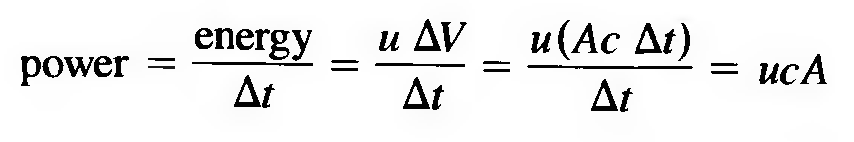 power = energy/Δt = u ΔV/Δt = u(Ac Δt)/Δt = ucA